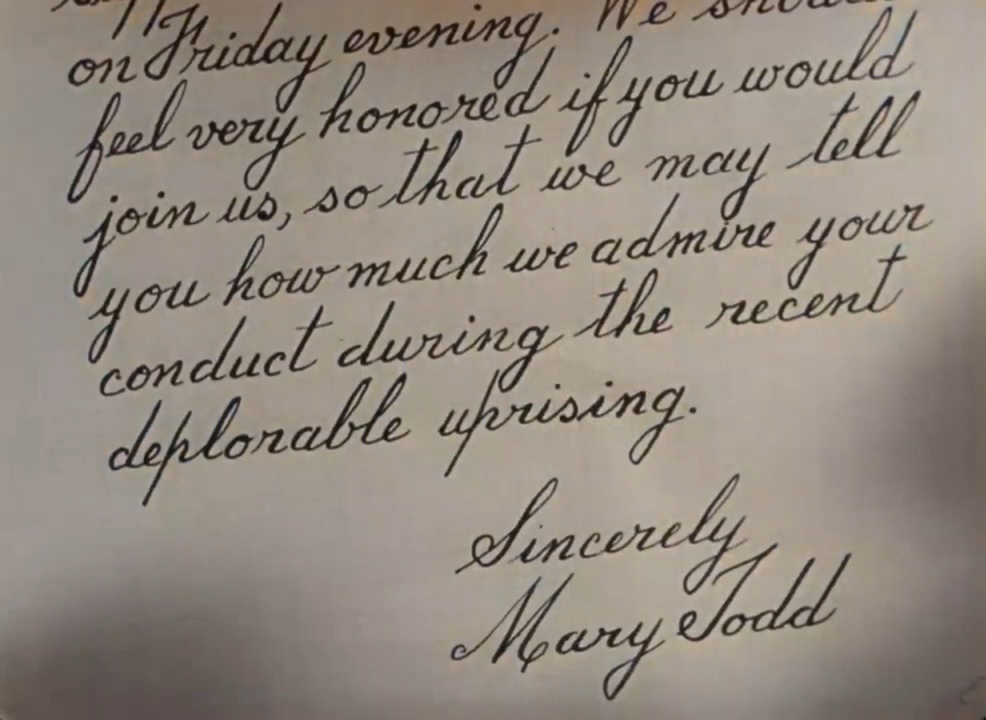 on Friday evening. We should
feel very honored if you would
join us, so that we may tell
you how much we admire your
conduct during the recent
deplorable uprising.
Sincerely
Mary Todd